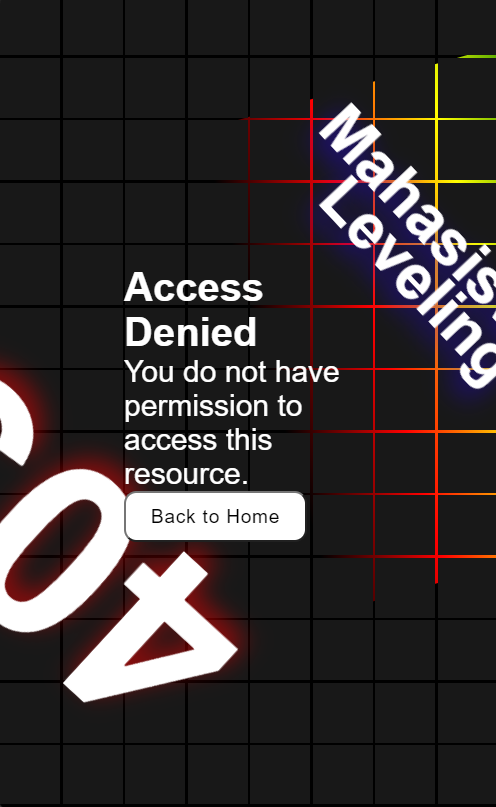 Mahasis
Leveling
Access
Denied
You do not have
permission to
access this
resource.
Back to Home
40